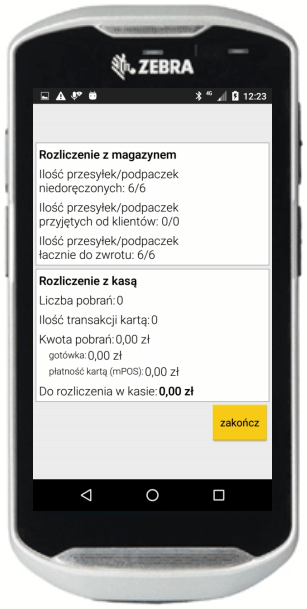 ZEBRA
4G 12:23
Rozliczenie z magazynem
Ilość przesyłek/podpaczek
niedoręczonych: 6/6
Ilość przesyłek/podpaczek
przyjętych od klientów: 0/0
Ilość przesyłek/podpaczek
łacznie do zwrotu: 6/6
Rozliczenie z kasą
Liczba pobrań:0
Ilość transakcji kartą:0
Kwota pobrań:0,00 zł
gotówka:0,00 zł
płatność kartą (mPOS):0,00 zł
Do rozliczenia w kasie:0,00 zł
zakończ